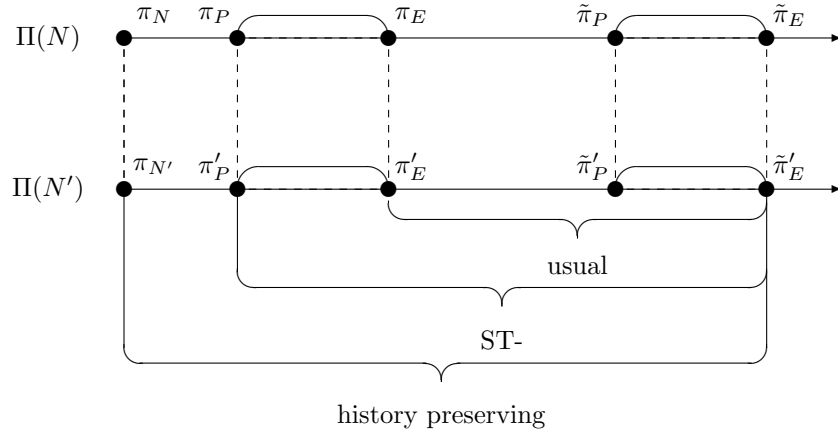 Π(N) π_N π_P π_E π̃_P π̃_E
Π(N′) π_{N′} π′_P π′_E π̃′_P π̃′_E
usual
ST-
history preserving